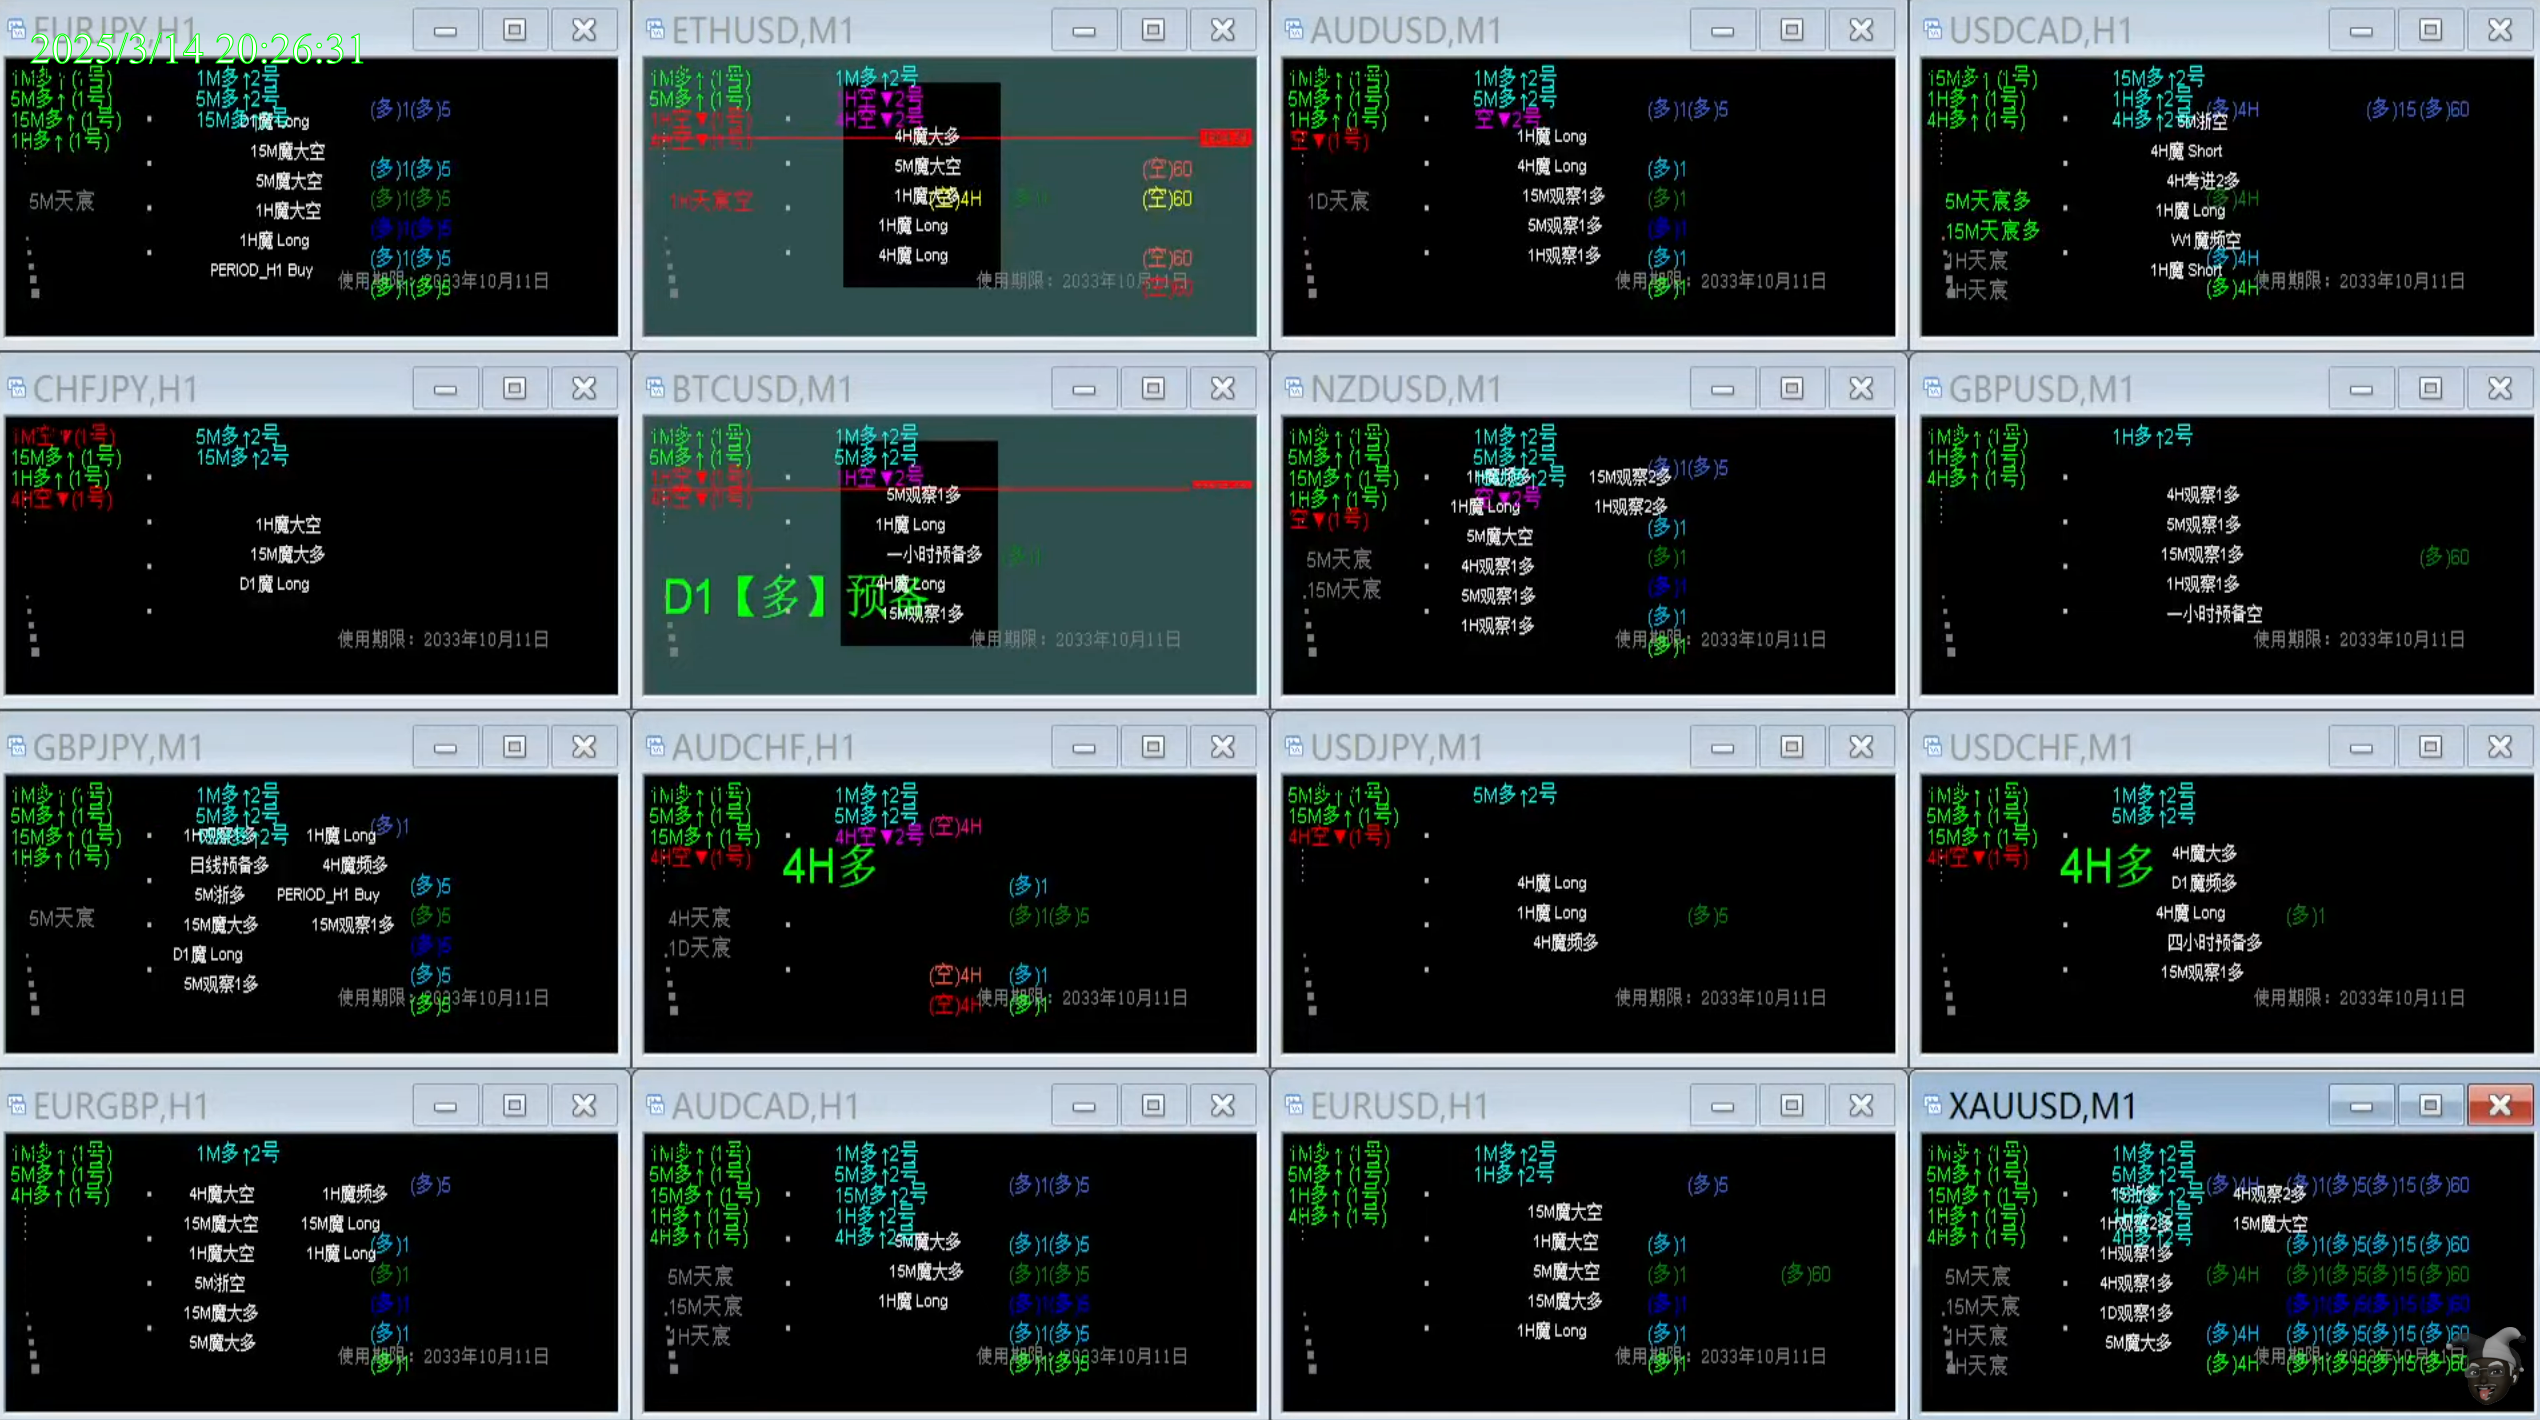 2025/3/14 20:26:31
EURJPY,H1
1M多↑(1号) 1M多↑2号
5M多↑(1号) 5M多↑2号 (多)1(多)5
15M多↑(1号) 15M多↑2号 D1魔 Long
1H多↑(1号)
15M魔大空
(多)1(多)5
5M魔大空
5M天宸 (多)1(多)5
1H魔大空
(多)1(多)5
1H魔 Long
(多)1(多)5
PERIOD_H1 Buy
使用期限：2033年10月11日
(多)1(多)5
ETHUSD,M1
1M多↑(1号) 1M多↑2号
5M多↑(1号) 1H空▼2号
1H空▼(1号) 4H空▼2号
4H空▼(1号) 4H魔大多
5M魔大空 (空)60
1H天宸空 1H魔大多 (空)4H (多)1 (空)60
1H魔 Long
4H魔 Long (空)60
使用期限：2033年10月11日
(空)60
AUDUSD,M1
1M多↑(1号) 1M多↑2号
5M多↑(1号) 5M多↑2号 (多)1(多)5
1H多↑(1号) 空▼2号
空▼(1号) 1H魔 Long
4H魔 Long (多)1
1D天宸 15M观察1多 (多)1
5M观察1多 (多)1
1H观察1多 (多)1
使用期限：2033年10月11日
(多)1
USDCAD,H1
15M多↑(1号) 15M多↑2号
1H多↑(1号) 1H多↑2号 (多)4H (多)15(多)60
4H多↑(1号) 4H多↑2号 5M浙空
4H魔 Short
4H考进2多
5M天宸多 (多)4H
1H魔 Long
15M天宸多 W1魔频空
1H天宸 (多)4H
1H魔 Short
4H天宸 (多)4H
使用期限：2033年10月11日
CHFJPY,H1
1M空▼(1号) 5M多↑2号
15M多↑(1号) 15M多↑2号
1H多↑(1号)
4H空▼(1号)
1H魔大空
15M魔大多
D1魔 Long
使用期限：2033年10月11日
BTCUSD,M1
1M多↑(1号) 1M多↑2号
5M多↑(1号) 5M多↑2号
1H空▼(1号) 1H空▼2号
4H空▼(1号) 5M观察1多
1H魔 Long
一小时预备多 (多)1
4H魔 Long
D1【多】预备
15M观察1多
使用期限：2033年10月11日
NZDUSD,M1
1M多↑(1号) 1M多↑2号
5M多↑(1号) 5M多↑2号 (多)1(多)5
15M多↑(1号) 1H魔频多 15M观察2多
1H多↑(1号) 空▼2号
1H魔 Long 1H观察2多
空▼(1号) (多)1
5M魔大空
5M天宸 4H观察1多 (多)1
15M天宸 5M观察1多 (多)1
1H观察1多 (多)1
使用期限：2033年10月11日
(多)1
GBPUSD,M1
1M多↑(1号) 1H多↑2号
1H多↑(1号)
4H多↑(1号)
4H观察1多
5M观察1多
15M观察1多 (多)60
1H观察1多
一小时预备空
使用期限：2033年10月11日
GBPJPY,M1
1M多↑(1号) 1M多↑2号
5M多↑(1号) 5M多↑2号 (多)1
15M多↑(1号) 1H观察1多 1H魔 Long
1H多↑(1号)
日线预备多 4H魔频多
5M浙多 PERIOD_H1 Buy (多)5
5M天宸 15M魔大多 15M观察1多 (多)5
D1魔 Long (多)5
5M观察1多 (多)5
使用期限：2033年10月11日
(多)5
AUDCHF,H1
1M多↑(1号) 1M多↑2号
5M多↑(1号) 5M多↑2号
15M多↑(1号) 4H空▼2号 (空)4H
4H空▼(1号) 4H多
(多)1
4H天宸 (多)1(多)5
1D天宸
(空)4H (多)1
(空)4H (多)1
使用期限：2033年10月11日
USDJPY,M1
5M多↑(1号) 5M多↑2号
15M多↑(1号)
4H空▼(1号)
4H魔 Long
1H魔 Long (多)5
4H魔频多
使用期限：2033年10月11日
USDCHF,M1
1M多↑(1号) 1M多↑2号
5M多↑(1号) 5M多↑2号
15M多↑(1号)
4H空▼(1号) 4H多 4H魔大多
D1魔频多
4H魔 Long (多)1
四小时预备多
15M观察1多
使用期限：2033年10月11日
EURGBP,H1
1M多↑(1号) 1M多↑2号
5M多↑(1号) (多)5
4H多↑(1号) 4H魔大空 1H魔频多
15M魔大空 15M魔 Long
1H魔大空 1H魔 Long (多)1
5M浙空 (多)1
15M魔大多 (多)1
5M魔大多 (多)1
使用期限：2033年10月11日
(多)1
AUDCAD,H1
1M多↑(1号) 1M多↑2号
5M多↑(1号) 5M多↑2号 (多)1(多)5
15M多↑(1号) 15M多↑2号
1H多↑(1号) 1H多↑2号
4H多↑(1号) 4H多↑2号 5M魔大多 (多)1(多)5
5M天宸 15M魔大多 (多)1(多)5
15M天宸 1H魔 Long (多)1(多)5
1H天宸 (多)1(多)5
使用期限：2033年10月11日
(多)1(多)5
EURUSD,H1
1M多↑(1号) 1M多↑2号
5M多↑(1号) 1H多↑2号 (多)5
1H多↑(1号)
4H多↑(1号) 15M魔大空
1H魔大空 (多)1
5M魔大空 (多)1 (多)60
15M魔大多 (多)1
1H魔 Long (多)1
使用期限：2033年10月11日
(多)1
XAUUSD,M1
1M多↑(1号) 1M多↑2号
5M多↑(1号) 5M多↑2号 (多)4H (多)1(多)5(多)15(多)60
15M多↑(1号) 4H观察2多
1H多↑(1号) 1H观察2多 15M魔大空
4H多↑(1号) 4H多↑2号 (多)1(多)5(多)15(多)60
1H观察1多
5M天宸 4H观察1多 (多)4H (多)1(多)5(多)15(多)60
15M天宸 1D观察1多 (多)1(多)5(多)15(多)60
1H天宸 5M魔大多 (多)4H (多)1(多)5(多)15(多)60
4H天宸 (多)4H (多)1(多)5(多)15(多)60